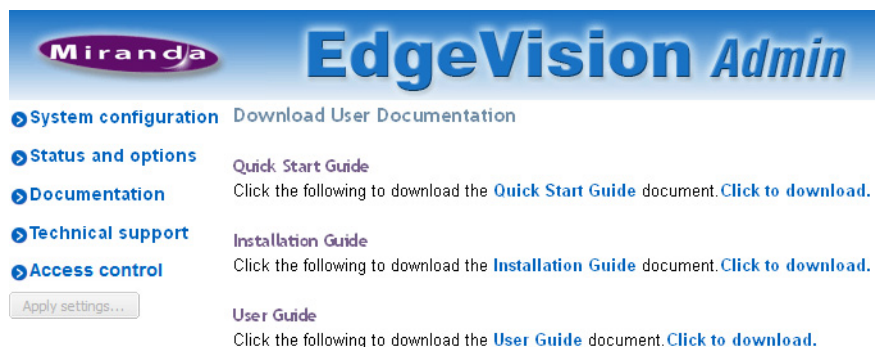 Miranda
EdgeVision Admin
System configuration
Status and options
Documentation
Technical support
Access control
Apply settings...
Download User Documentation
Quick Start Guide
Click the following to download the Quick Start Guide document. Click to download.
Installation Guide
Click the following to download the Installation Guide document. Click to download.
User Guide
Click the following to download the User Guide document. Click to download.